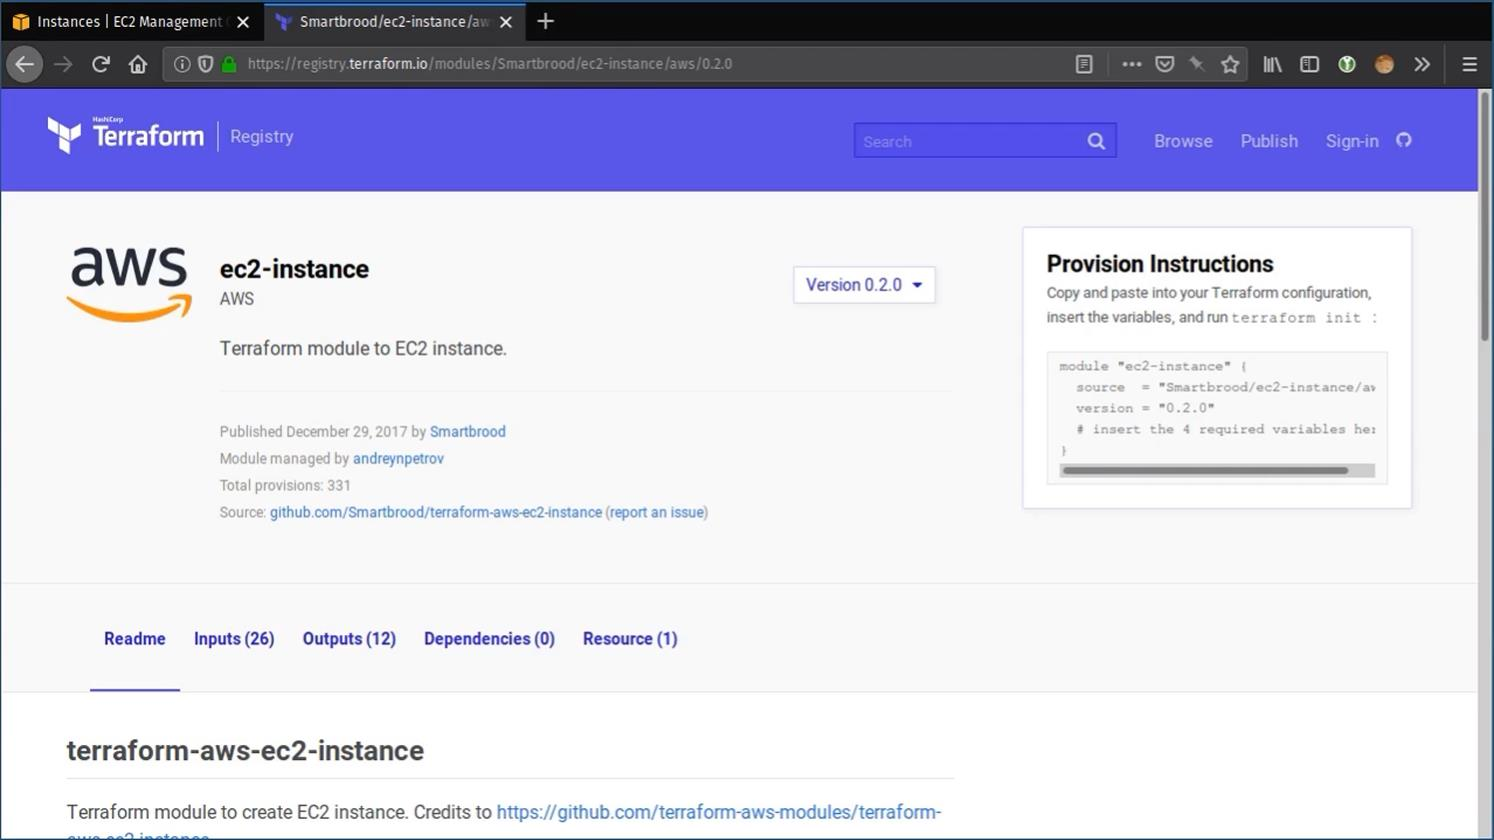 Instances | EC2 Management
Smartbrood/ec2-instance/aw
https://registry.terraform.io/modules/Smartbrood/ec2-instance/aws/0.2.0
HashiCorp
Terraform
Registry
Search
Browse
Publish
Sign-in
aws
ec2-instance
AWS
Version 0.2.0
Terraform module to EC2 instance.
Published December 29, 2017 by Smartbrood
Module managed by andreynpetrov
Total provisions: 331
Source: github.com/Smartbrood/terraform-aws-ec2-instance (report an issue)
Provision Instructions
Copy and paste into your Terraform configuration,
insert the variables, and run terraform init :
module "ec2-instance" {
source = "Smartbrood/ec2-instance/aw
version = "0.2.0"
# insert the 4 required variables her
}
Readme
Inputs (26)
Outputs (12)
Dependencies (0)
Resource (1)
terraform-aws-ec2-instance
Terraform module to create EC2 instance. Credits to https://github.com/terraform-aws-modules/terraform-
aws-ec2-instance